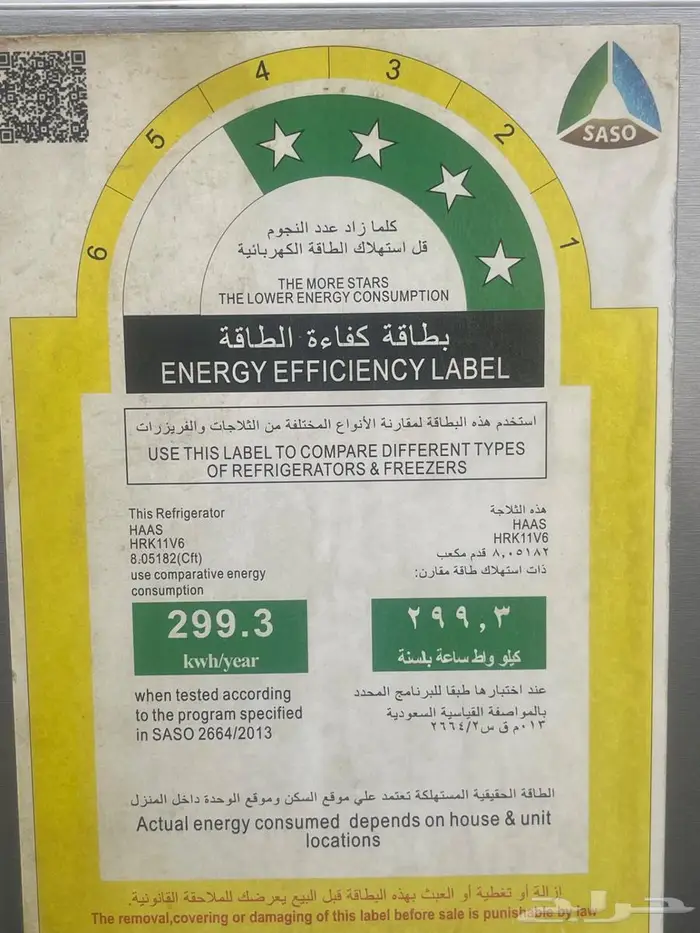 6
5
4
3
2
1
SASO
كلما زاد عدد النجوم
قل استهلاك الطاقة الكهربائية
THE MORE STARS
THE LOWER ENERGY CONSUMPTION
بطاقة كفاءة الطاقة
ENERGY EFFICIENCY LABEL
استخدم هذه البطاقة لمقارنة الأنواع المختلفة من الثلاجات والفريزرات
USE THIS LABEL TO COMPARE DIFFERENT TYPES
OF REFRIGERATORS & FREEZERS
This Refrigerator
HAAS
HRK11V6
8.05182(Cft)
use comparative energy
consumption
299.3
kwh/year
when tested according
to the program specified
in SASO 2664/2013
هذه الثلاجة
HAAS
HRK11V6
٨,٠٥١٨٢ قدم مكعب
ذات استهلاك طاقة مقارن:
٢٩٩,٣
كيلو واط ساعة بلسنة
عند اختبارها طبقا للبرنامج المحدد
بالمواصفة القياسية السعودية
٠١٣م ق س٢٦٦٤/٢
الطاقة الحقيقية المستهلكة تعتمد علي موقع السكن وموقع الوحدة داخل المنزل
Actual energy consumed depends on house & unit
locations
إزالة أو تغطية أو العبث بهذه البطاقة قبل البيع يعرضك للملاحقة القانونية.
The removal,covering or damaging of this label before sale is punishable by law
حراج